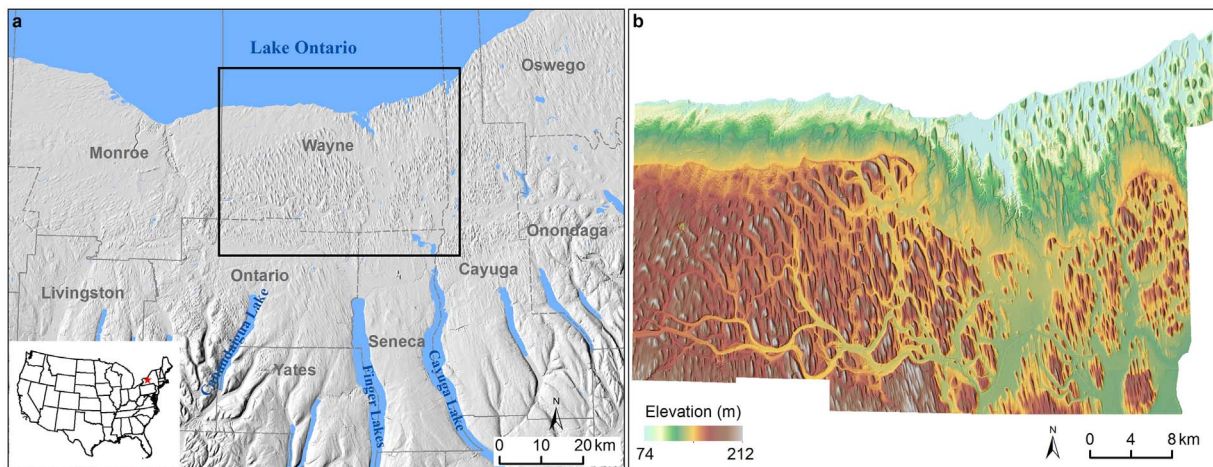 a
Lake Ontario
Oswego
Monroe
Wayne
Onondaga
Ontario
Cayuga
Livingston
Canandaigua Lake
Seneca
Yates
Finger Lakes
Cayuga Lake
N
0 10 20 km
b
Elevation (m)
74 212
N
0 4 8 km